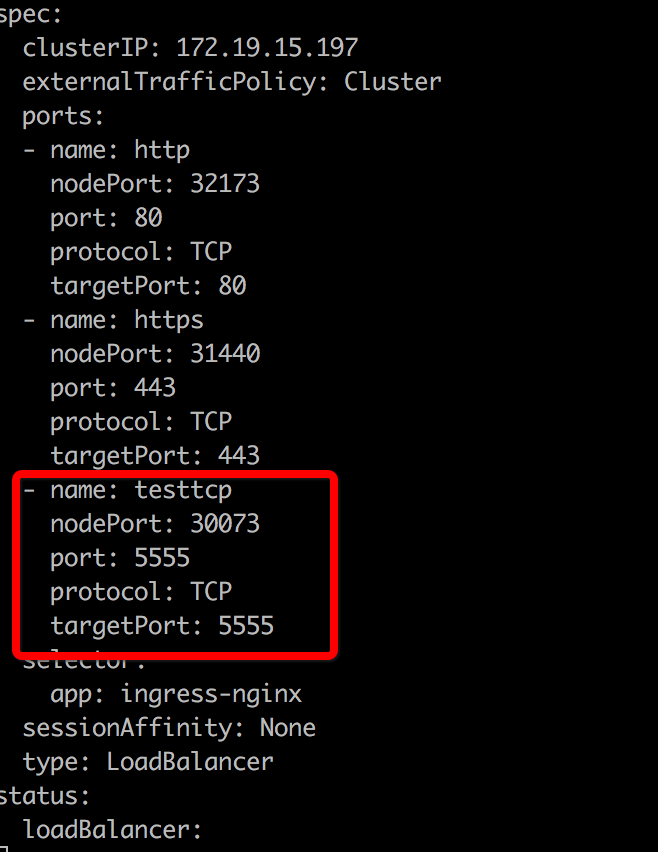 spec:
  clusterIP: 172.19.15.197
  externalTrafficPolicy: Cluster
  ports:
  - name: http
    nodePort: 32173
    port: 80
    protocol: TCP
    targetPort: 80
  - name: https
    nodePort: 31440
    port: 443
    protocol: TCP
    targetPort: 443
  - name: testtcp
    nodePort: 30073
    port: 5555
    protocol: TCP
    targetPort: 5555
  selector:
    app: ingress-nginx
  sessionAffinity: None
  type: LoadBalancer
status:
  loadBalancer: